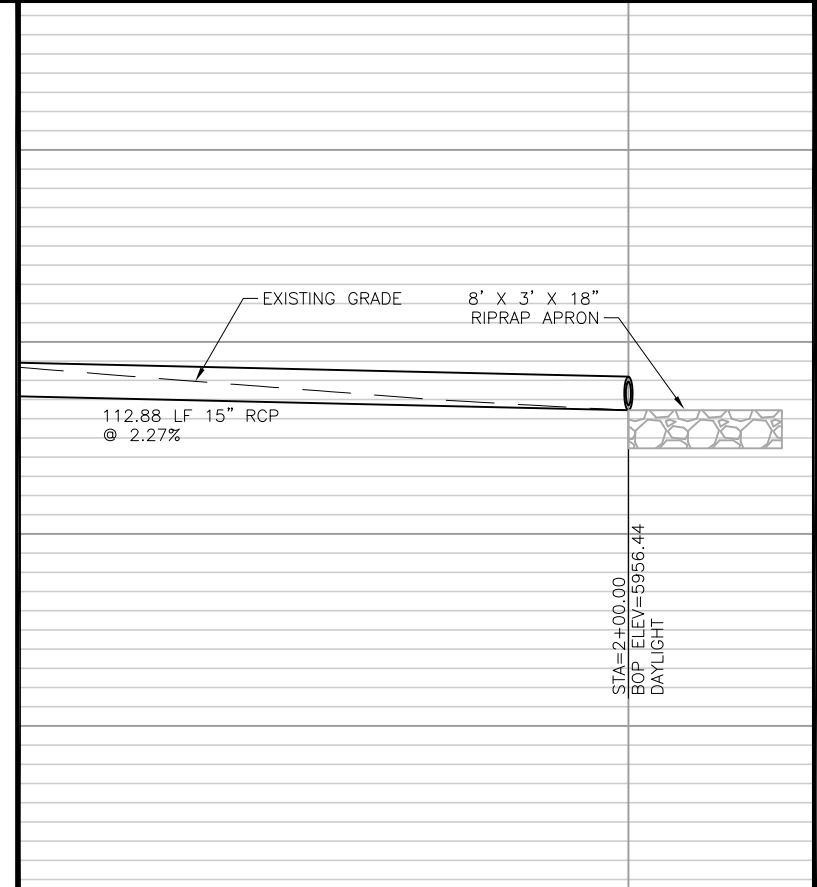 EXISTING GRADE
8' X 3' X 18"
RIPRAP APRON
112.88 LF 15" RCP
@ 2.27%
STA=2+00.00
BOP ELEV=5956.44
DAYLIGHT